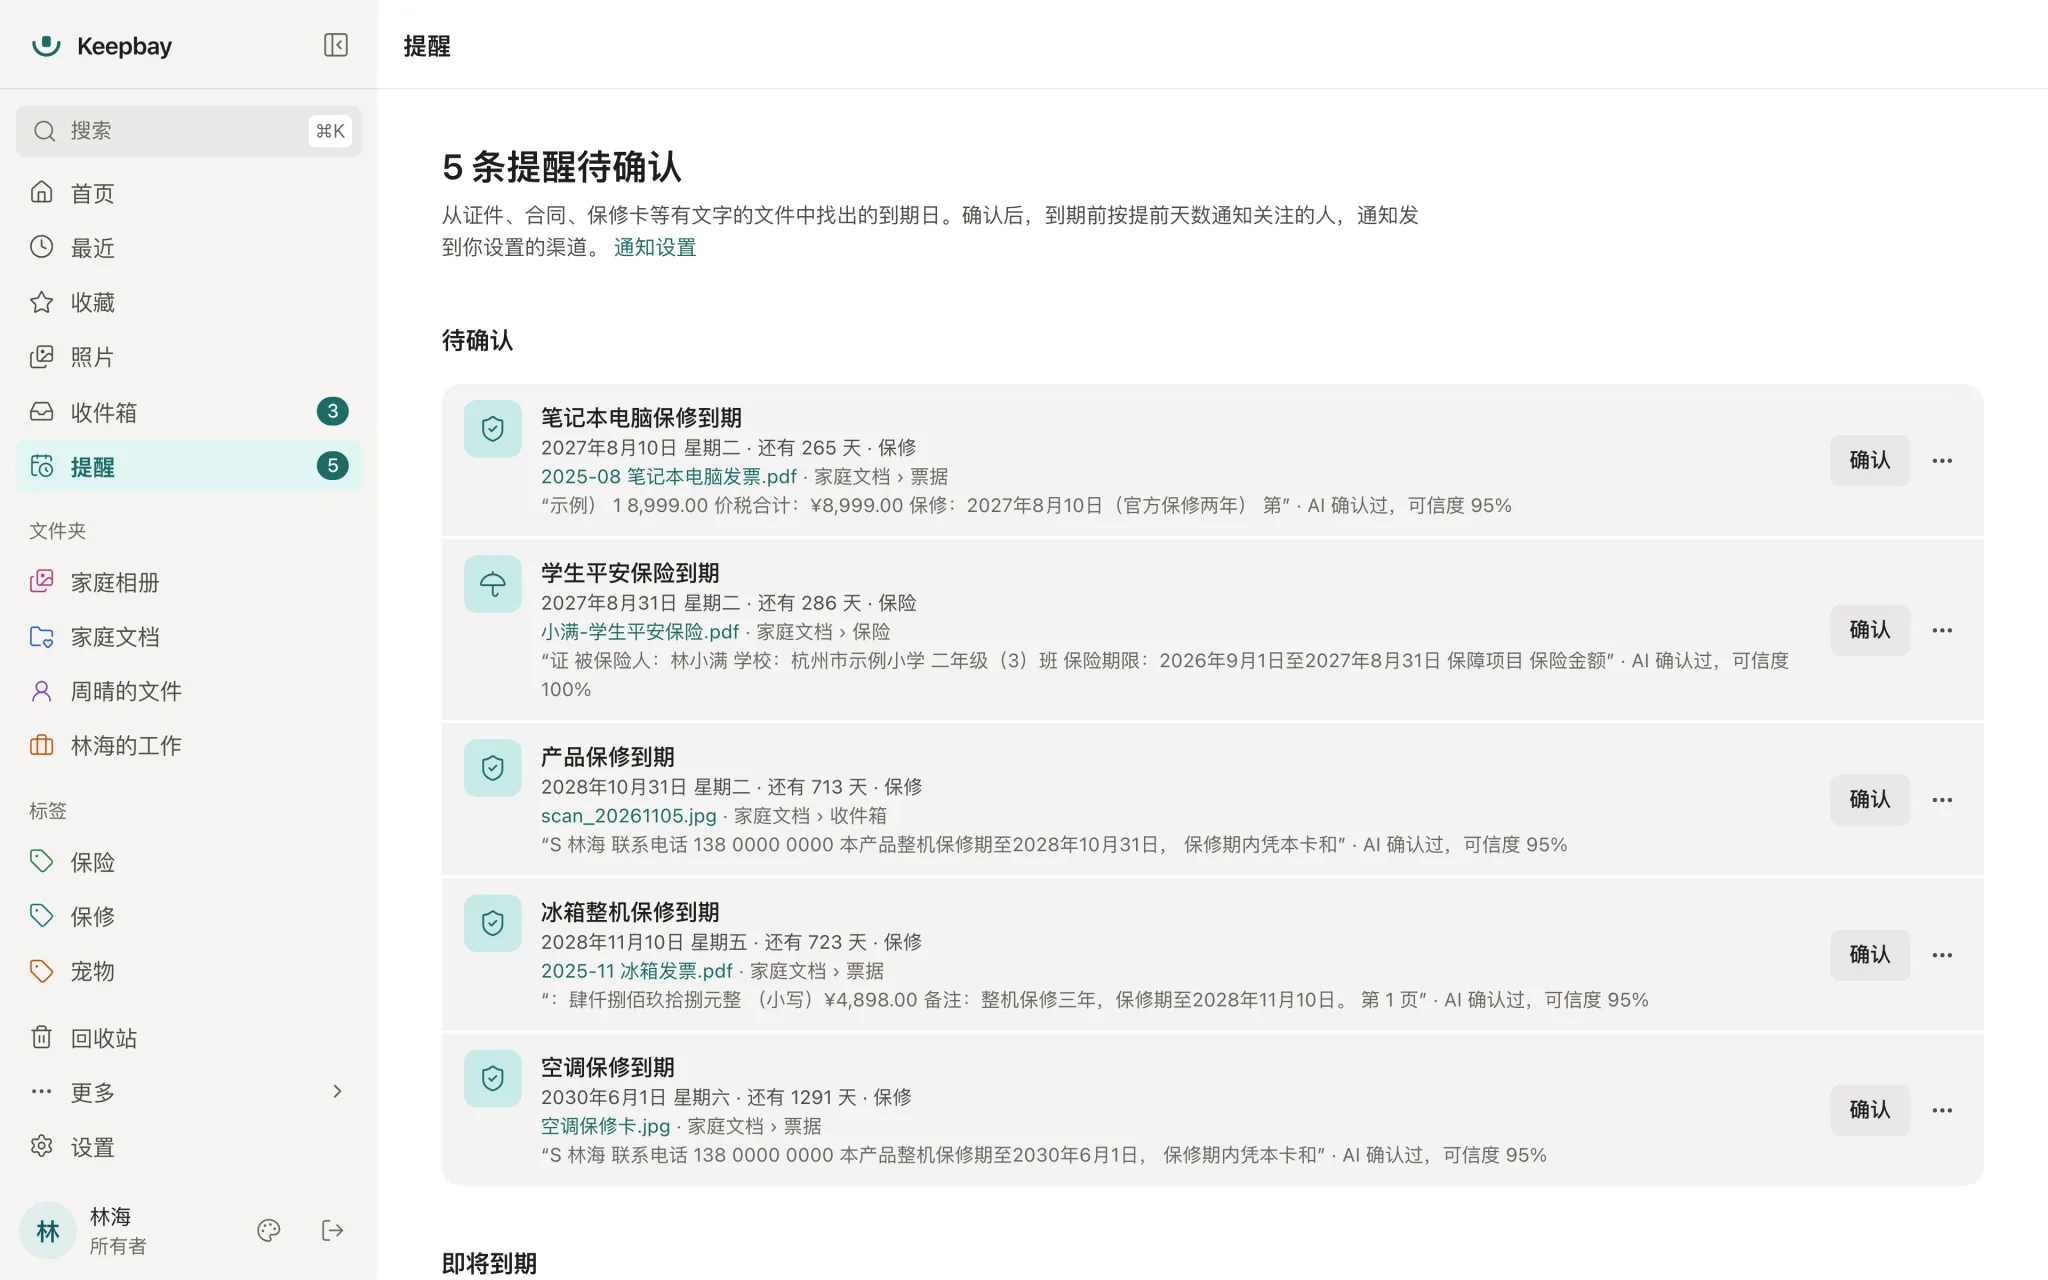 Keepbay
提醒
搜索
⌘K
首页
最近
收藏
照片
收件箱
3
提醒
5
文件夹
家庭相册
家庭文档
周晴的文件
林海的工作
标签
保险
保修
宠物
回收站
更多
设置
林
林海
所有者
5 条提醒待确认
从证件、合同、保修卡等有文字的文件中找出的到期日。确认后，到期前按提前天数通知关注的人，通知发
到你设置的渠道。 通知设置
待确认
笔记本电脑保修到期
2027年8月10日 星期二 · 还有 265 天 · 保修
2025-08 笔记本电脑发票.pdf · 家庭文档 › 票据
“示例） 1 8,999.00 价税合计：¥8,999.00 保修：2027年8月10日（官方保修两年） 第” · AI 确认过，可信度 95%
确认
学生平安保险到期
2027年8月31日 星期二 · 还有 286 天 · 保险
小满-学生平安保险.pdf · 家庭文档 › 保险
“证 被保险人：林小满 学校：杭州市示例小学 二年级（3）班 保险期限：2026年9月1日至2027年8月31日 保障项目 保险金额” · AI 确认过，可信度
100%
确认
产品保修到期
2028年10月31日 星期二 · 还有 713 天 · 保修
scan_20261105.jpg · 家庭文档 › 收件箱
“S 林海 联系电话 138 0000 0000 本产品整机保修期至2028年10月31日， 保修期内凭本卡和” · AI 确认过，可信度 95%
确认
冰箱整机保修到期
2028年11月10日 星期五 · 还有 723 天 · 保修
2025-11 冰箱发票.pdf · 家庭文档 › 票据
“：肆仟捌佰玖拾捌元整 （小写）¥4,898.00 备注：整机保修三年，保修期至2028年11月10日。 第 1 页” · AI 确认过，可信度 95%
确认
空调保修到期
2030年6月1日 星期六 · 还有 1291 天 · 保修
空调保修卡.jpg · 家庭文档 › 票据
“S 林海 联系电话 138 0000 0000 本产品整机保修期至2030年6月1日， 保修期内凭本卡和” · AI 确认过，可信度 95%
确认
即将到期